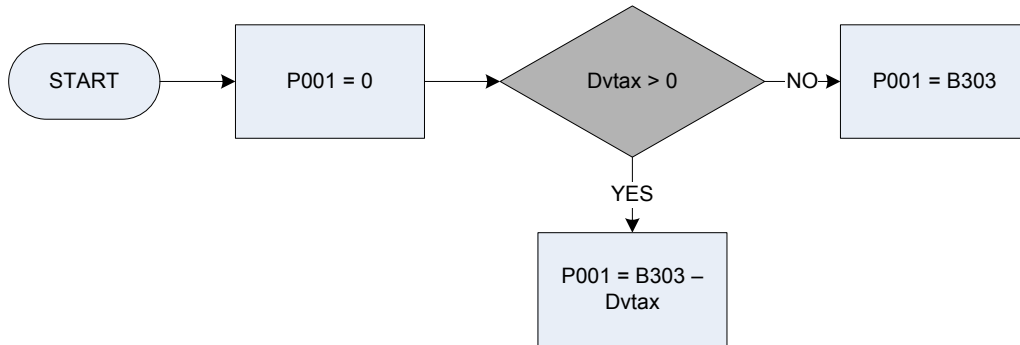 START
P001 = 0
Dvtax > 0
NO
P001 = B303
YES
P001 = B303 –
Dvtax